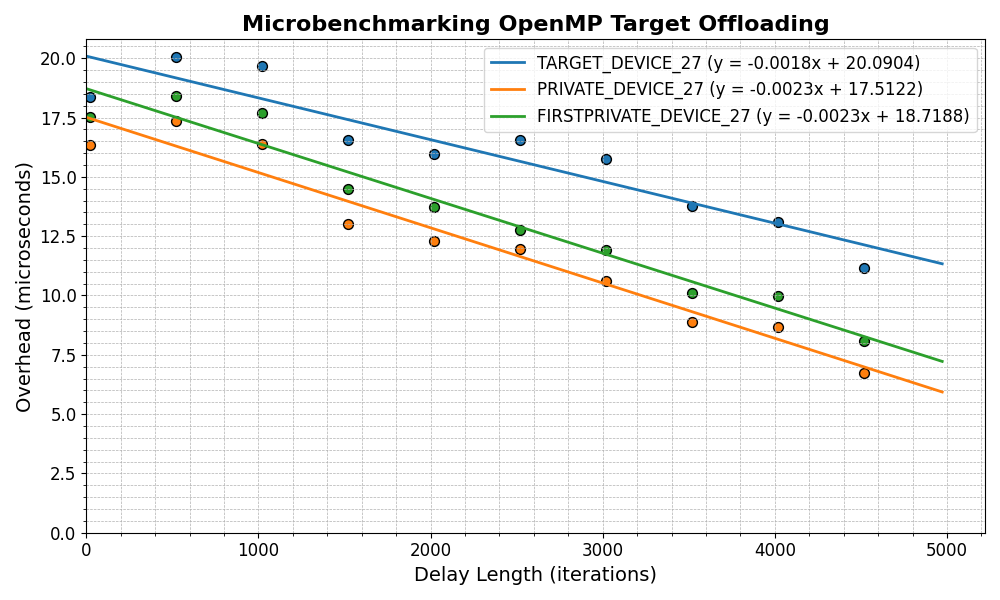 Microbenchmarking OpenMP Target Offloading
TARGET_DEVICE_27 (y = -0.0018x + 20.0904)
PRIVATE_DEVICE_27 (y = -0.0023x + 17.5122)
FIRSTPRIVATE_DEVICE_27 (y = -0.0023x + 18.7188)
Overhead (microseconds)
20.0
17.5
15.0
12.5
10.0
7.5
5.0
2.5
0.0
0 1000 2000 3000 4000 5000
Delay Length (iterations)